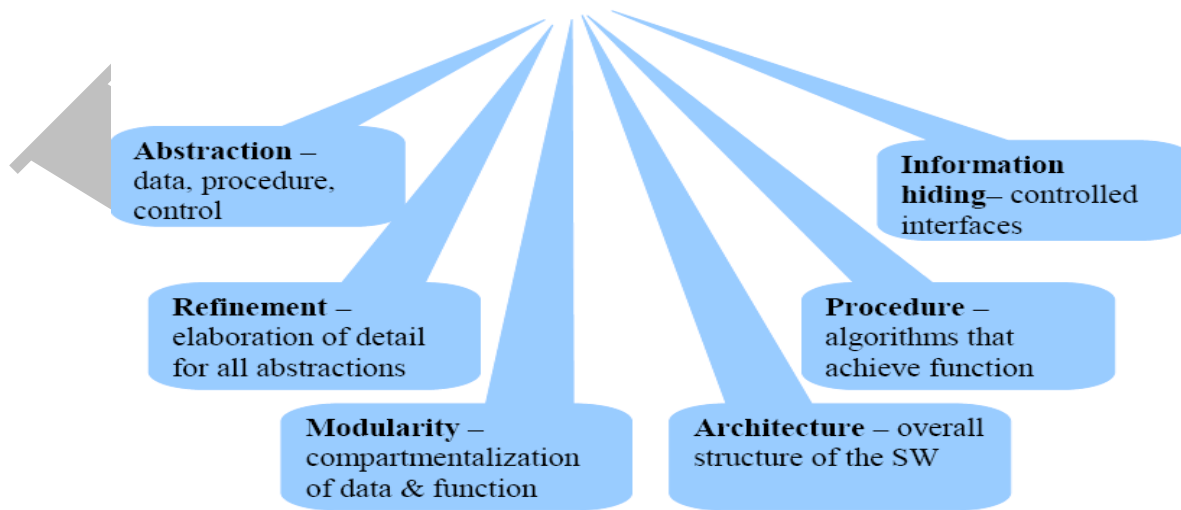 Abstraction –
data, procedure,
control
Information
hiding– controlled
interfaces
Refinement –
elaboration of detail
for all abstractions
Procedure –
algorithms that
achieve function
Modularity –
compartmentalization
of data & function
Architecture – overall
structure of the SW